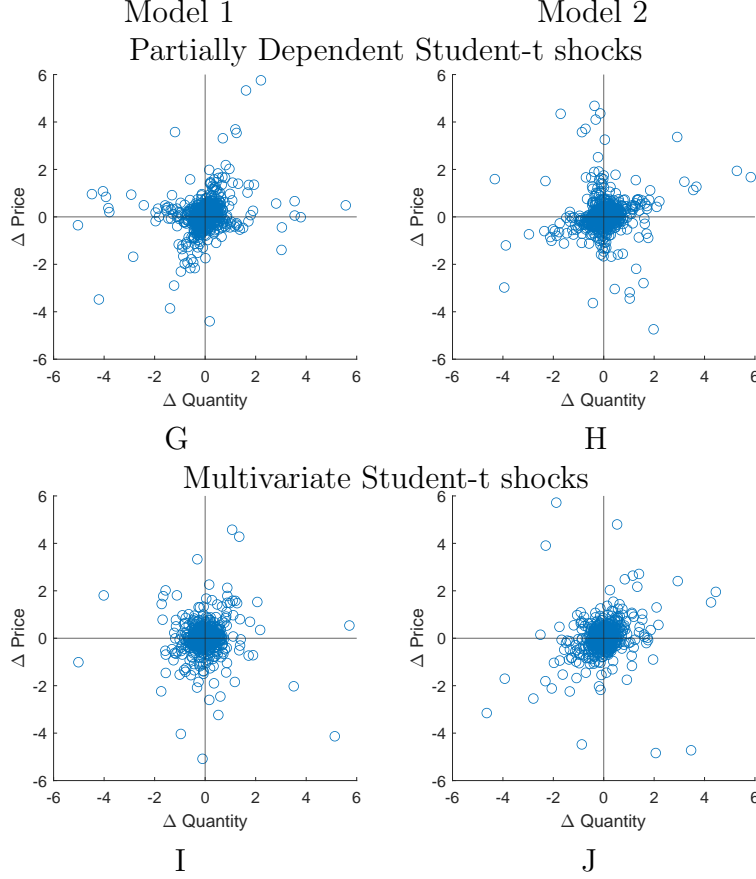 Model 1 Model 2
Partially Dependent Student-t shocks
6 6
4 4
2 2
Δ Price 0 Δ Price 0
-2 -2
-4 -4
-6 -6
-6 -4 -2 0 2 4 6 -6 -4 -2 0 2 4 6
Δ Quantity Δ Quantity
G H
Multivariate Student-t shocks
6 6
4 4
2 2
Δ Price 0 Δ Price 0
-2 -2
-4 -4
-6 -6
-6 -4 -2 0 2 4 6 -6 -4 -2 0 2 4 6
Δ Quantity Δ Quantity
I J